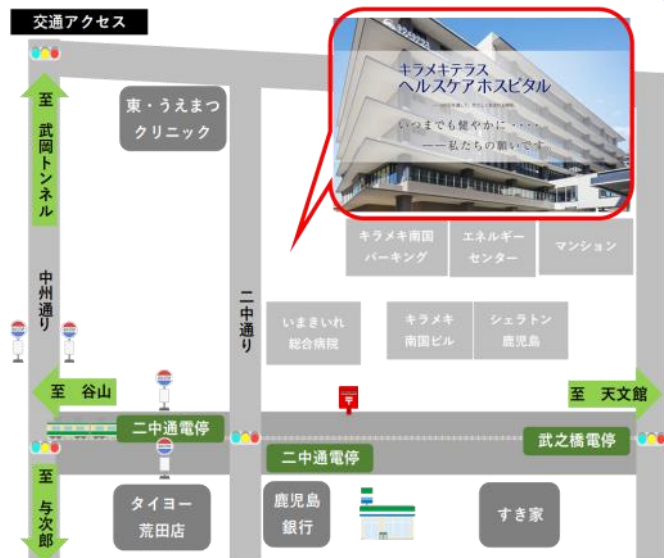 交通アクセス
至 武岡トンネル
東・うえまつ
クリニック
キラメキテラス
ヘルスケアホスピタル
いつまでも健やかに・・・・
――私たちの願いです
キラメキ南国
パーキング
エネルギー
センター
マンション
中州通り
二中通り
いまきいれ
総合病院
キラメキ
南国ビル
シェラトン
鹿児島
至 谷山
至 天文館
二中通電停
武之橋電停
二中通電停
至 与次郎
タイヨー
荒田店
鹿児島
銀行
すき家